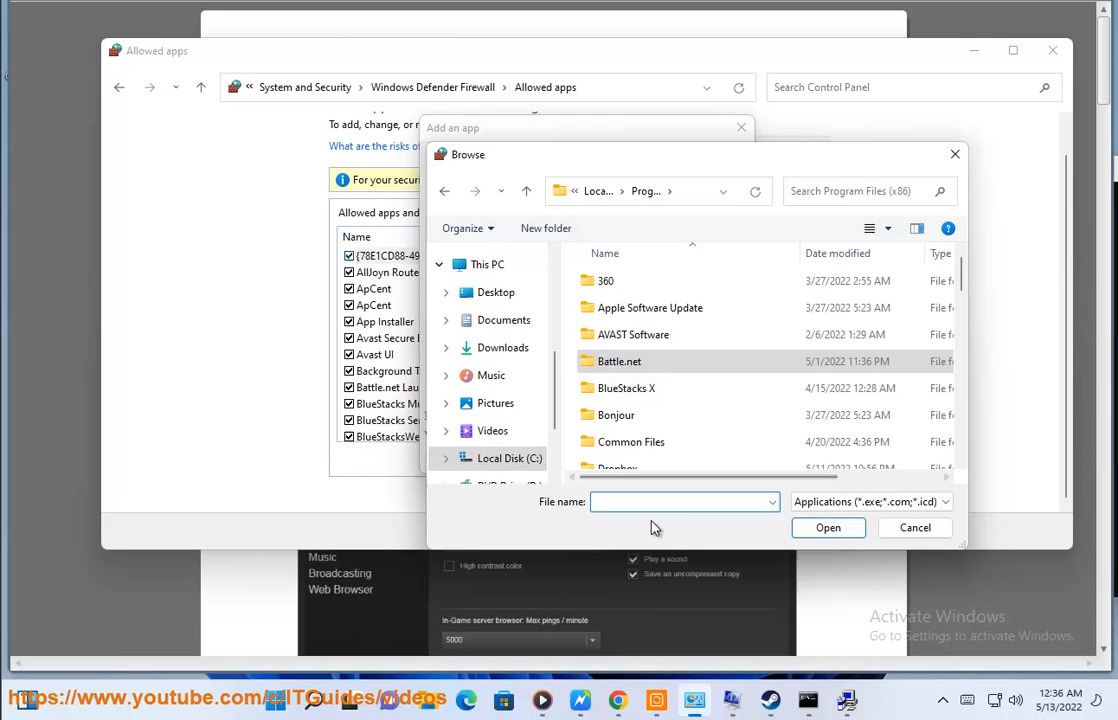 Allowed apps
« System and Security > Windows Defender Firewall > Allowed apps
Search Control Panel
To add, change, or r
What are the risks of
For your securi
Allowed apps and
Name
{78E1CD88-49
AllJoyn Route
ApCent
ApCent
App Installer
Avast Secure
Avast UI
Background T
Battle.net Lau
BlueStacks Mu
BlueStacks Se
BlueStacksWe
Add an app
Browse
« Loca... > Prog... >
Search Program Files (x86)
Organize
New folder
This PC
Desktop
Documents
Downloads
Music
Pictures
Videos
Local Disk (C:)
Name Date modified Type
360 3/27/2022 2:55 AM File f
Apple Software Update 3/27/2022 5:23 AM File f
AVAST Software 2/6/2022 1:29 AM File f
Battle.net 5/1/2022 11:36 PM File f
BlueStacks X 4/15/2022 12:28 AM File f
Bonjour 3/27/2022 5:23 AM File f
Common Files 4/20/2022 4:36 PM File f
Dropbox 5/11/2022 10:56 PM File f
File name:
Applications (*.exe;*.com;*.icd)
Open
Cancel
Music
Broadcasting
Web Browser
High contrast color
Play a sound
Save an uncompressed copy
In-Game server browser: Max pings / minute
5000
Activate Windows
Go to Settings to activate Windows.
https://www.youtube.com/c/ITGuides/videos
12:36 AM
5/13/2022